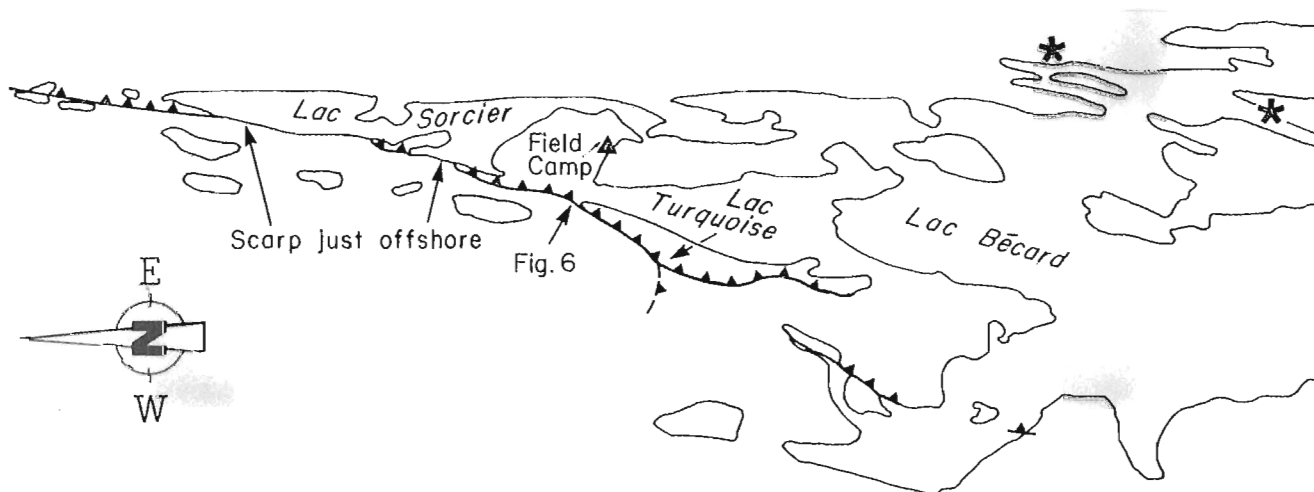 *
*
Lac Sorcier
Field
Camp
Scarp just offshore
Fig. 6
Lac
Turquoise
Lac Bécard
E
N
W